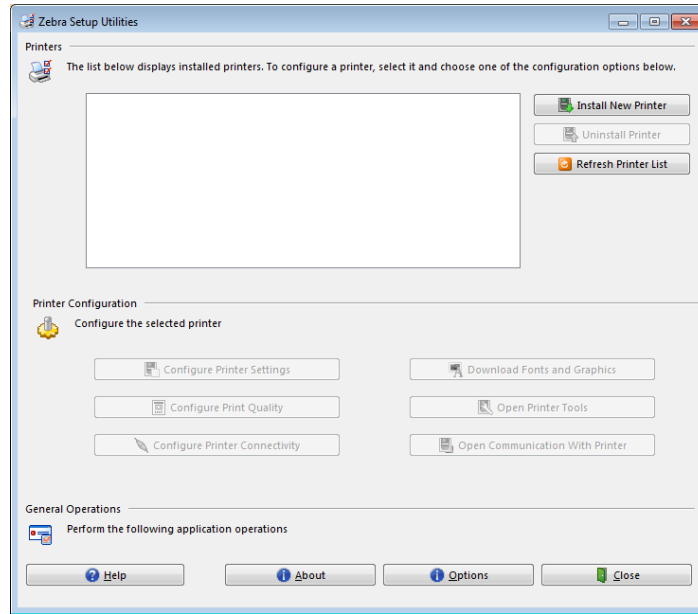 Zebra Setup Utilities
Printers
The list below displays installed printers. To configure a printer, select it and choose one of the configuration options below.
Install New Printer
Uninstall Printer
Refresh Printer List
Printer Configuration
Configure the selected printer
Configure Printer Settings
Download Fonts and Graphics
Configure Print Quality
Open Printer Tools
Configure Printer Connectivity
Open Communication With Printer
General Operations
Perform the following application operations
Help
About
Options
Close